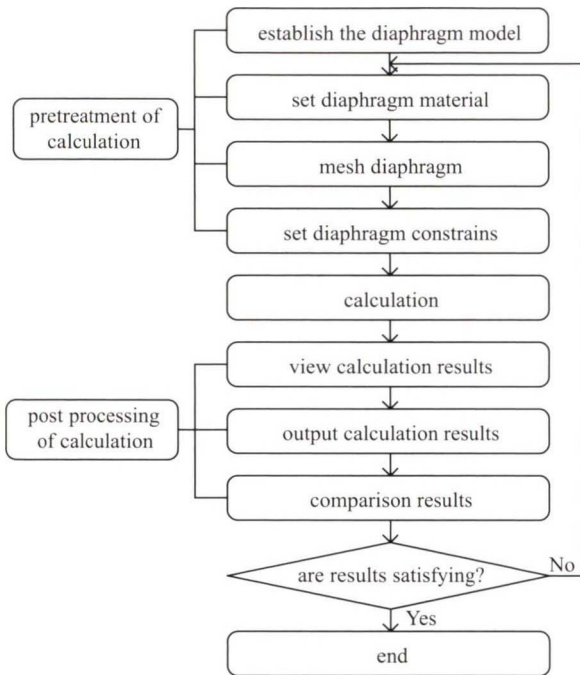 establish the diaphragm model
set diaphragm material
pretreatment of
calculation
mesh diaphragm
set diaphragm constrains
calculation
view calculation results
post processing
of calculation
output calculation results
comparison results
are results satisfying?
No
Yes
end